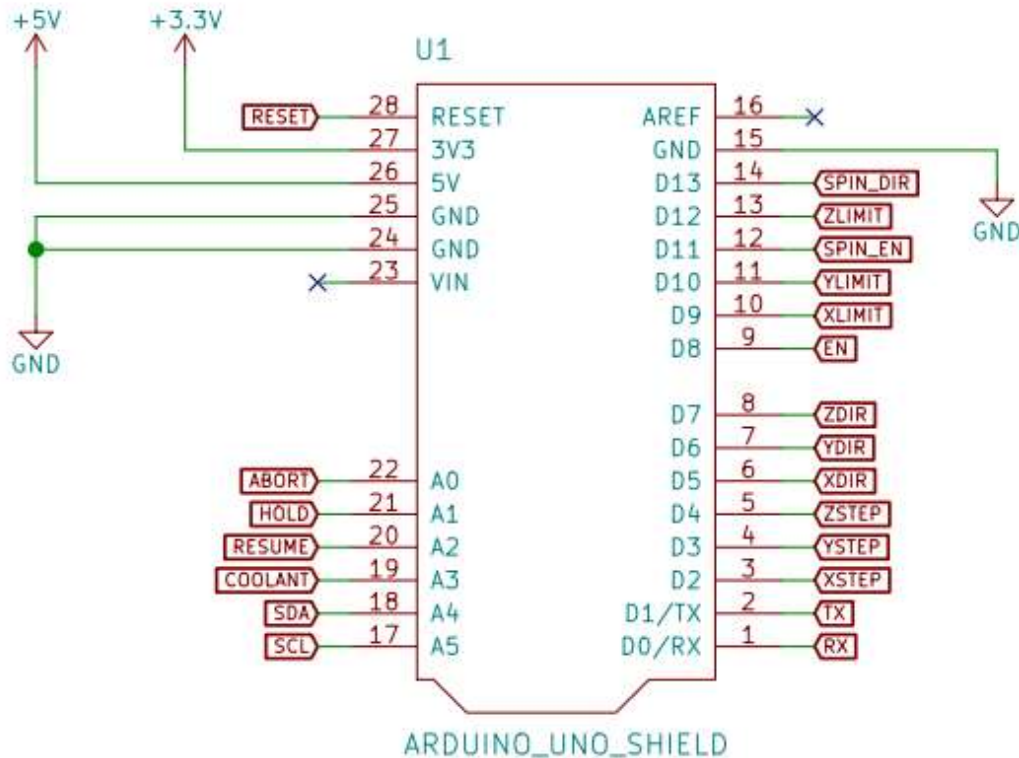 +5V +3.3V
U1
RESET 28 RESET AREF 16
27 3V3 GND 15
26 5V D13 14 SPIN_DIR
25 GND D12 13 ZLIMIT
GND
24 GND D11 12 SPIN_EN
23 VIN D10 11 YLIMIT
D9 10 XLIMIT
D8 9 EN
GND
D7 8 ZDIR
D6 7 YDIR
ABORT 22 A0 D5 6 XDIR
HOLD 21 A1 D4 5 ZSTEP
RESUME 20 A2 D3 4 YSTEP
COOLANT 19 A3 D2 3 XSTEP
SDA 18 A4 D1/TX 2 TX
SCL 17 A5 D0/RX 1 RX
ARDUINO_UNO_SHIELD